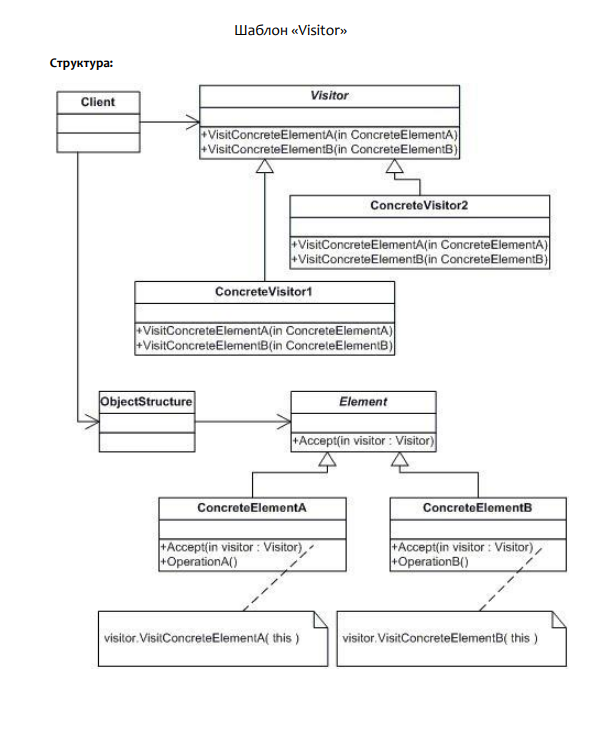 Шаблон «Visitor»
Структура:
Client
Visitor
+VisitConcreteElementA(in ConcreteElementA)
+VisitConcreteElementB(in ConcreteElementB)
ConcreteVisitor2
+VisitConcreteElementA(in ConcreteElementA)
+VisitConcreteElementB(in ConcreteElementB)
ConcreteVisitor1
+VisitConcreteElementA(in ConcreteElementA)
+VisitConcreteElementB(in ConcreteElementB)
ObjectStructure
Element
+Accept(in visitor : Visitor)
ConcreteElementA
+Accept(in visitor : Visitor)
+OperationA()
ConcreteElementB
+Accept(in visitor : Visitor)
+OperationB()
visitor.VisitConcreteElementA( this )
visitor.VisitConcreteElementB( this )